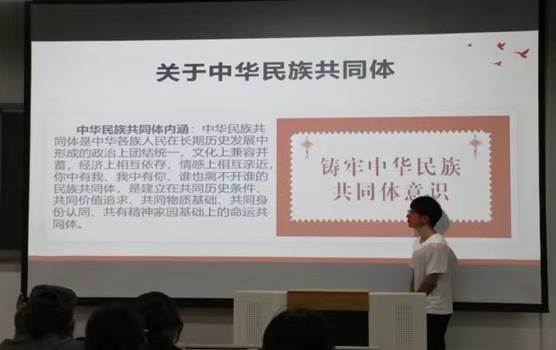 关于中华民族共同体
中华民族共同体内涵：中华民族共
同体是中华各族人民在长期历史发展中
形成的政治上团结统一，文化上兼容并
蓄，经济上相互依存，情感上相互亲近，
你中有我、我中有你、谁也离不开谁的
民族共同体，是建立在共同历史条件、
共同价值追求、共同物质基础、共同身
份认同、共有精神家园基础上的命运共
同体。
铸牢中华民族
共同体意识